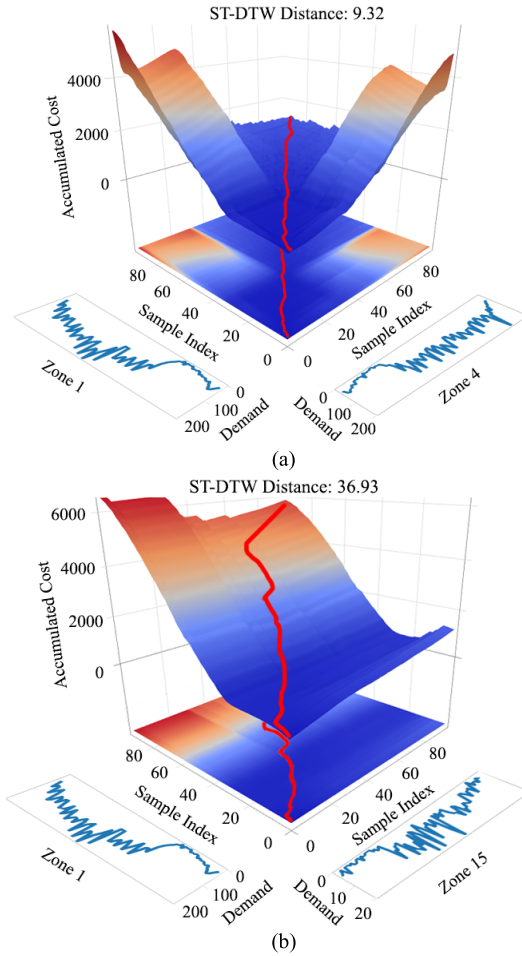 ST-DTW Distance: 9.32
Accumulated Cost
4000
2000
0
80
60
40
20
0
Sample Index
0
20
40
60
80
Sample Index
Zone 1
200
100
0
Demand
0
100
200
Demand
Zone 4
(a)
ST-DTW Distance: 36.93
Accumulated Cost
6000
4000
2000
0
80
60
40
20
0
Sample Index
0
20
40
60
80
Sample Index
Zone 1
200
100
0
Demand
0
10
20
Demand
Zone 15
(b)